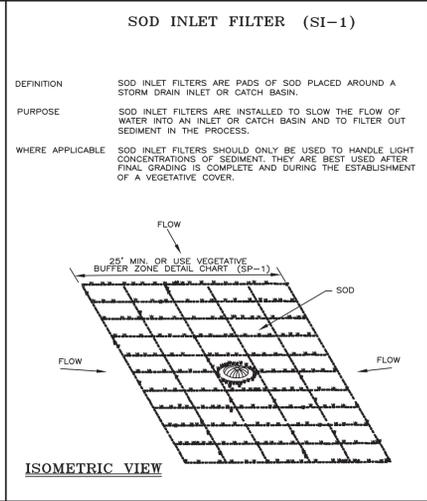 SOD INLET FILTER (SI-1)
DEFINITION SOD INLET FILTERS ARE PADS OF SOD PLACED AROUND A
STORM DRAIN INLET OR CATCH BASIN.
PURPOSE SOD INLET FILTERS ARE INSTALLED TO SLOW THE FLOW OF
WATER INTO AN INLET OR CATCH BASIN AND TO FILTER OUT
SEDIMENT IN THE PROCESS.
WHERE APPLICABLE SOD INLET FILTERS SHOULD ONLY BE USED TO HANDLE LIGHT
CONCENTRATIONS OF SEDIMENT. THEY ARE BEST USED AFTER
FINAL GRADING IS COMPLETE AND DURING THE ESTABLISHMENT
OF A VEGETATIVE COVER.
FLOW
25' MIN. OR USE VEGETATIVE
BUFFER ZONE DETAIL CHART (SP-1)
SOD
FLOW
FLOW
ISOMETRIC VIEW